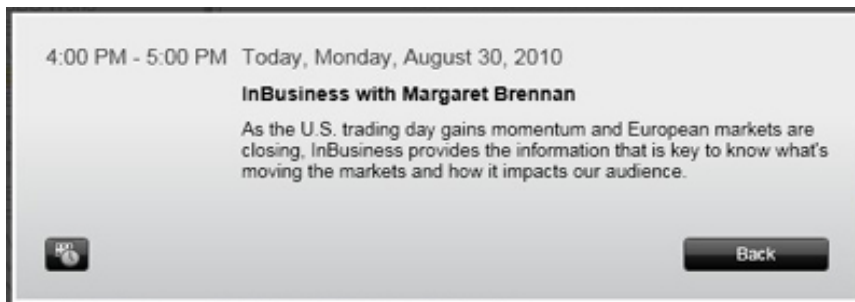 4:00 PM - 5:00 PM Today, Monday, August 30, 2010
InBusiness with Margaret Brennan
As the U.S. trading day gains momentum and European markets are
closing, InBusiness provides the information that is key to know what's
moving the markets and how it impacts our audience.
Back